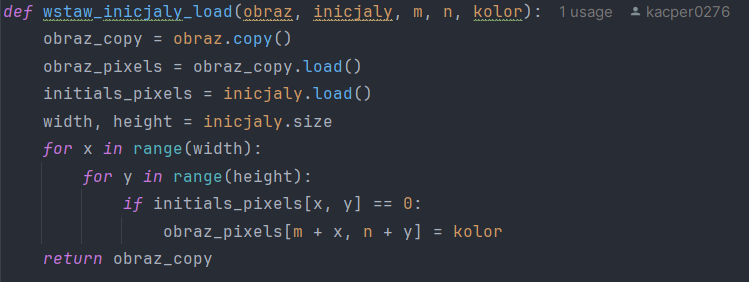 def wstaw_inicjaly_load(obraz, inicjaly, m, n, kolor): 1 usage kacper0276
    obraz_copy = obraz.copy()
    obraz_pixels = obraz_copy.load()
    initials_pixels = inicjaly.load()
    width, height = inicjaly.size
    for x in range(width):
        for y in range(height):
            if initials_pixels[x, y] == 0:
                obraz_pixels[m + x, n + y] = kolor
    return obraz_copy